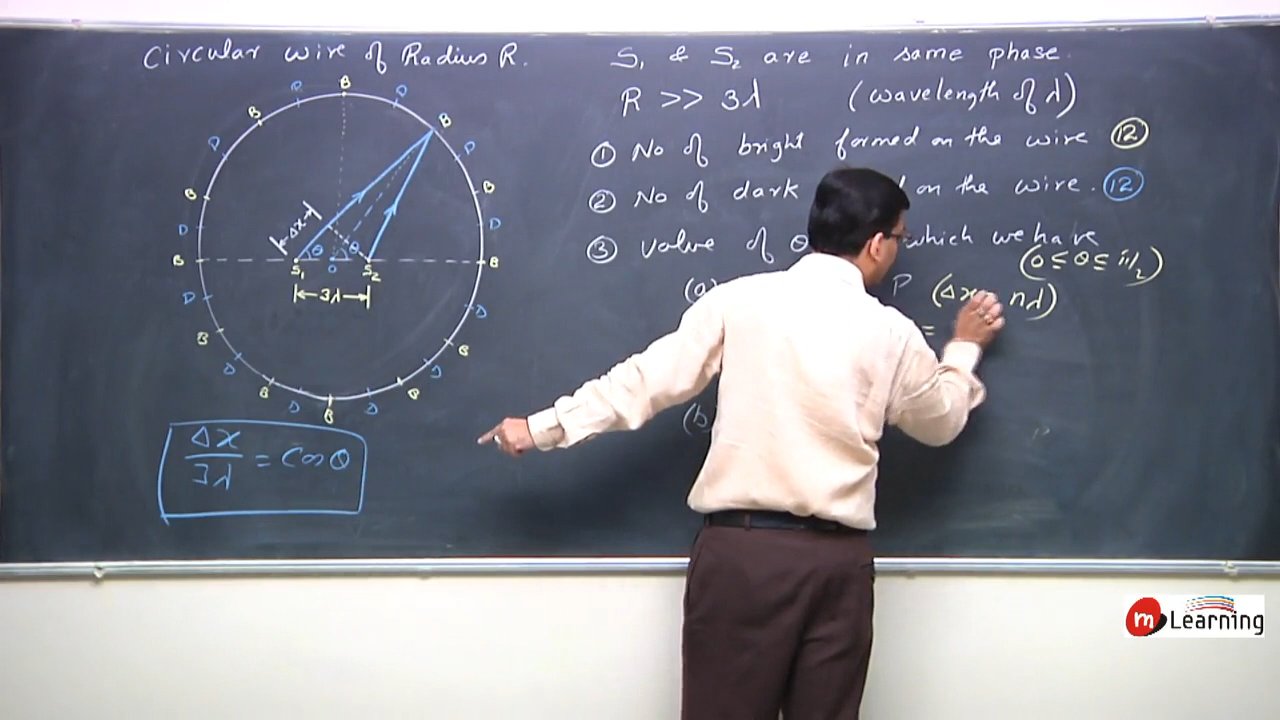 Circular wire of Radius R.
S₁ & S₂ are in same phase.
R >> 3λ (wavelength of λ)
① No of bright formed on the wire ⑫
② No of dark on the wire. ⑫
③ Value of θ which we have
(0 ≤ θ ≤ π/2)
(a) P (Δx nλ)
=
(b)
B
D D
B B
D D
B B
D D
B S₁ O S₂ B
Δx θ θ
3λ
D D
B B
D D
B B
D D
B
Δx/3λ = Cos θ
m Learning